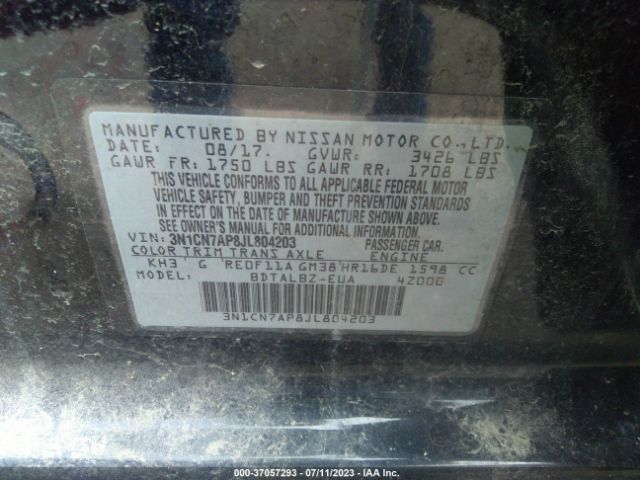 MANUFACTURED BY NISSAN MOTOR CO., LTD.
DATE: 08/17. GVWR: 3426 LBS
GAWR FR: 1750 LBS GAWR RR: 1708 LBS
THIS VEHICLE CONFORMS TO ALL APPLICABLE FEDERAL MOTOR
VEHICLE SAFETY, BUMPER AND THEFT PREVENTION STANDARDS
IN EFFECT ON THE DATE OF MANUFACTURE SHOWN ABOVE.
SEE OWNER'S MANUAL FOR ADDITIONAL INFORMATION.
VIN: 3N1CN7AP8JL804203 PASSENGER CAR.
COLOR TRIM TRANS AXLE ENGINE
KH3 G RE0F11A GM38 HR16DE 1598 CC
MODEL: BDTALBZ-EUA 4Z000
3N1CN7AP8JL804203
000-37057293 - 07/11/2023 - IAA Inc.